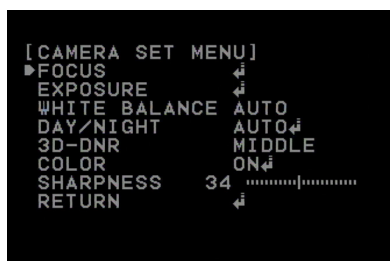 [CAMERA SET MENU]
FOCUS
EXPOSURE
WHITE BALANCE AUTO
DAY/NIGHT AUTO
3D-DNR MIDDLE
COLOR ON
SHARPNESS 34
RETURN